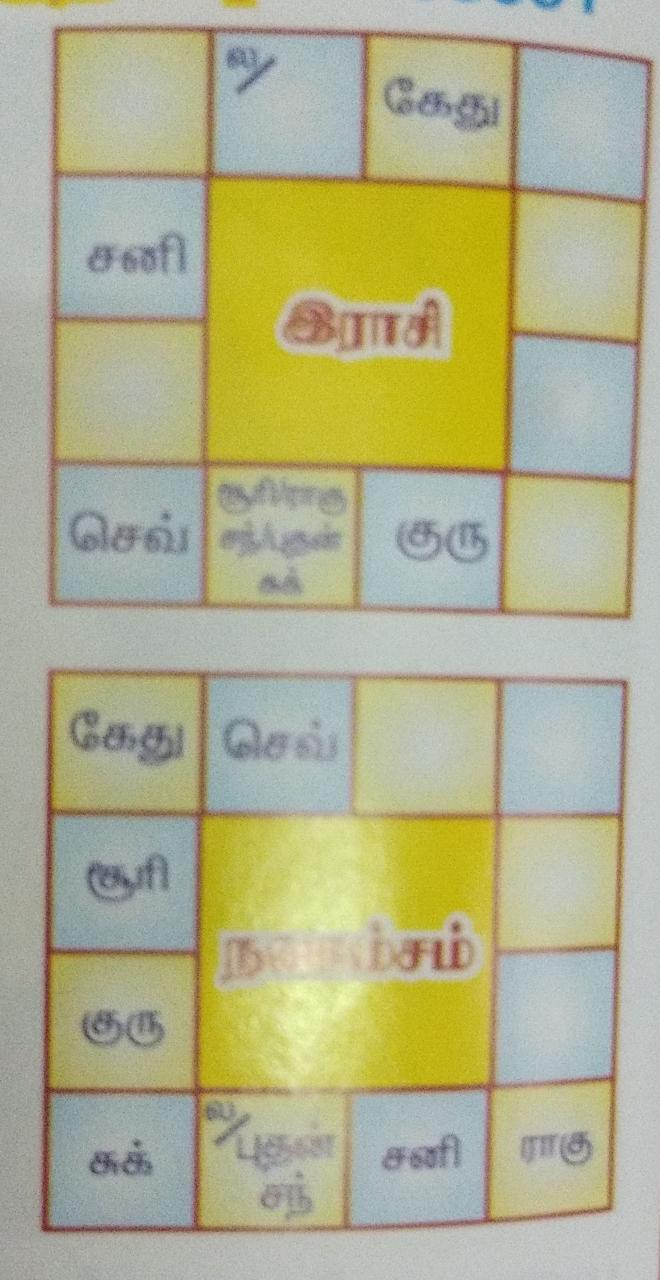 ல/
கேது
சனி
இராசி
செவ்
சூரி/ராகு
சந்/புதன்
சுக்
குரு
கேது
செவ்
சூரி
நவாம்சம்
குரு
சுக்
ல/
புதன்
சந்
சனி
ராகு